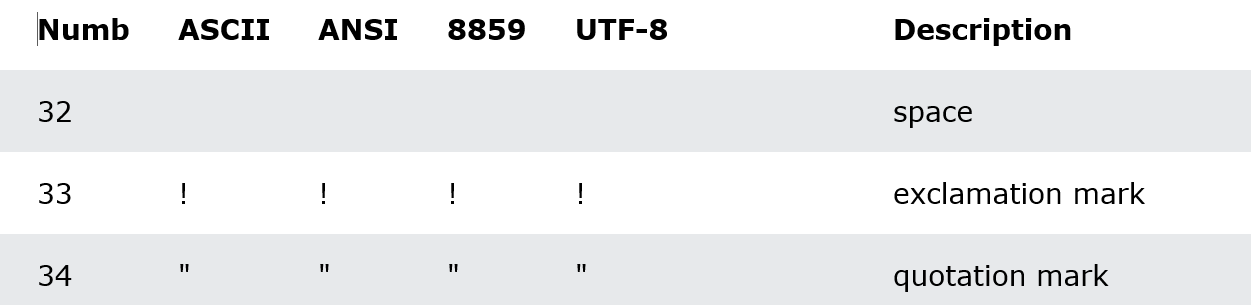 Numb ASCII ANSI 8859 UTF-8 Description
32 space
33 ! ! ! ! exclamation mark
34 " " " " quotation mark